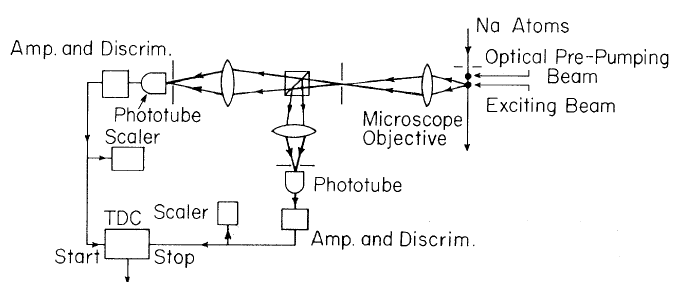 Na Atoms
Amp. and Discrim.
Optical Pre-Pumping
Beam
Phototube
Microscope
Objective
Exciting Beam
Scaler
Phototube
TDC
Scaler
Start
Stop
Amp. and Discrim.